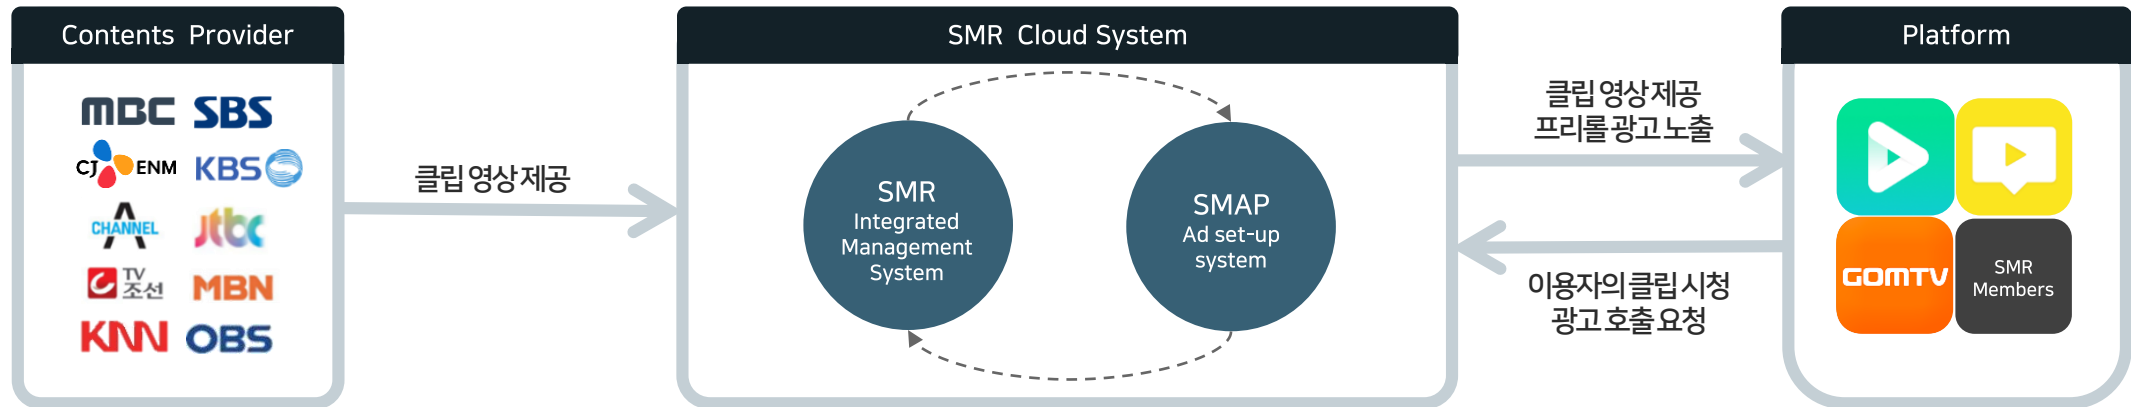 Contents Provider
MBC SBS
CJ ENM KBS
CHANNEL A jtbc
TV조선 MBN
KNN OBS
클립 영상 제공
SMR Cloud System
SMR
Integrated
Management
System
SMAP
Ad set-up
system
클립 영상 제공
프리롤 광고 노출
이용자의 클립 시청
광고 호출 요청
Platform
GOMTV
SMR
Members